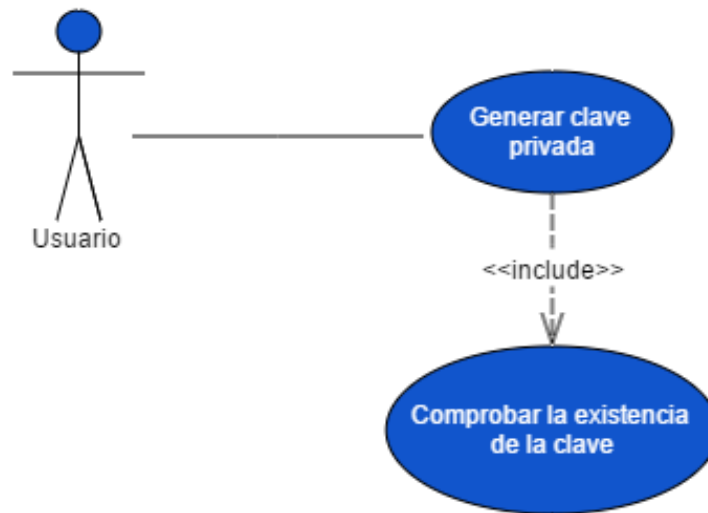 Generar clave
privada
Usuario
<<include>>
Comprobar la existencia
de la clave